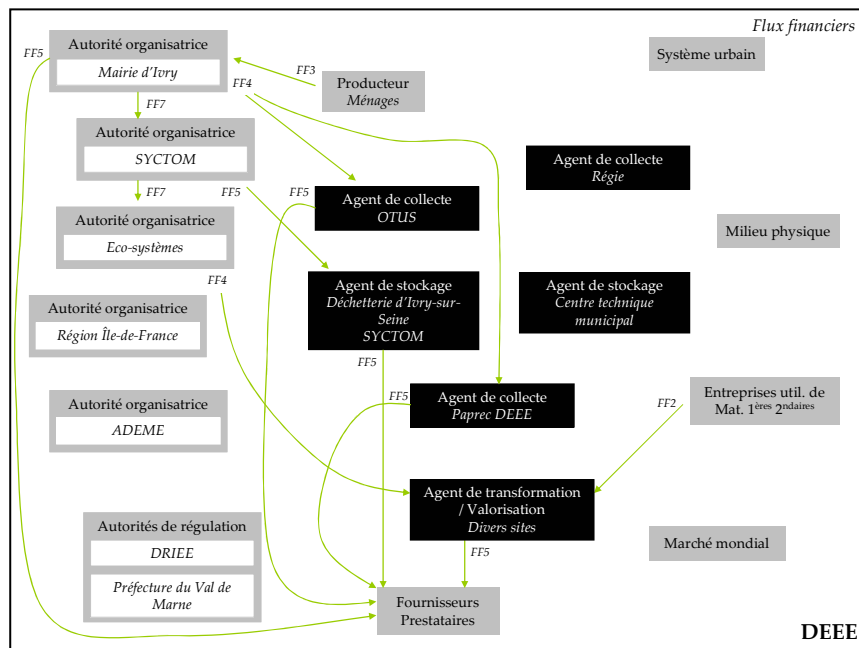 Flux financiers
FF5
Autorité organisatrice
Mairie d'Ivry
FF3
FF4
Producteur
Ménages
Système urbain
FF7
Autorité organisatrice
SYCTOM
FF7
FF5
Agent de collecte
Régie
FF5
Agent de collecte
OTUS
Autorité organisatrice
Eco-systèmes
Milieu physique
FF4
Agent de stockage
Déchetterie d'Ivry-sur-
Seine
SYCTOM
Agent de stockage
Centre technique
municipal
Autorité organisatrice
Région Île-de-France
FF5
FF5
Agent de collecte
Paprec DEEE
FF2
Entreprises util. de
Mat. 1ères 2ndaires
Autorité organisatrice
ADEME
Agent de transformation
/ Valorisation
Divers sites
FF5
Marché mondial
Autorités de régulation
DRIEE
Préfecture du Val de
Marne
Fournisseurs
Prestataires
DEEE